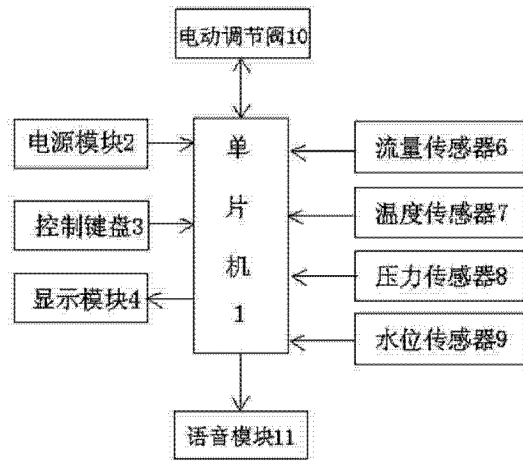 电动调节阀10
电源模块2
控制键盘3
显示模块4
单
片
机
1
流量传感器6
温度传感器7
压力传感器8
水位传感器9
语音模块11